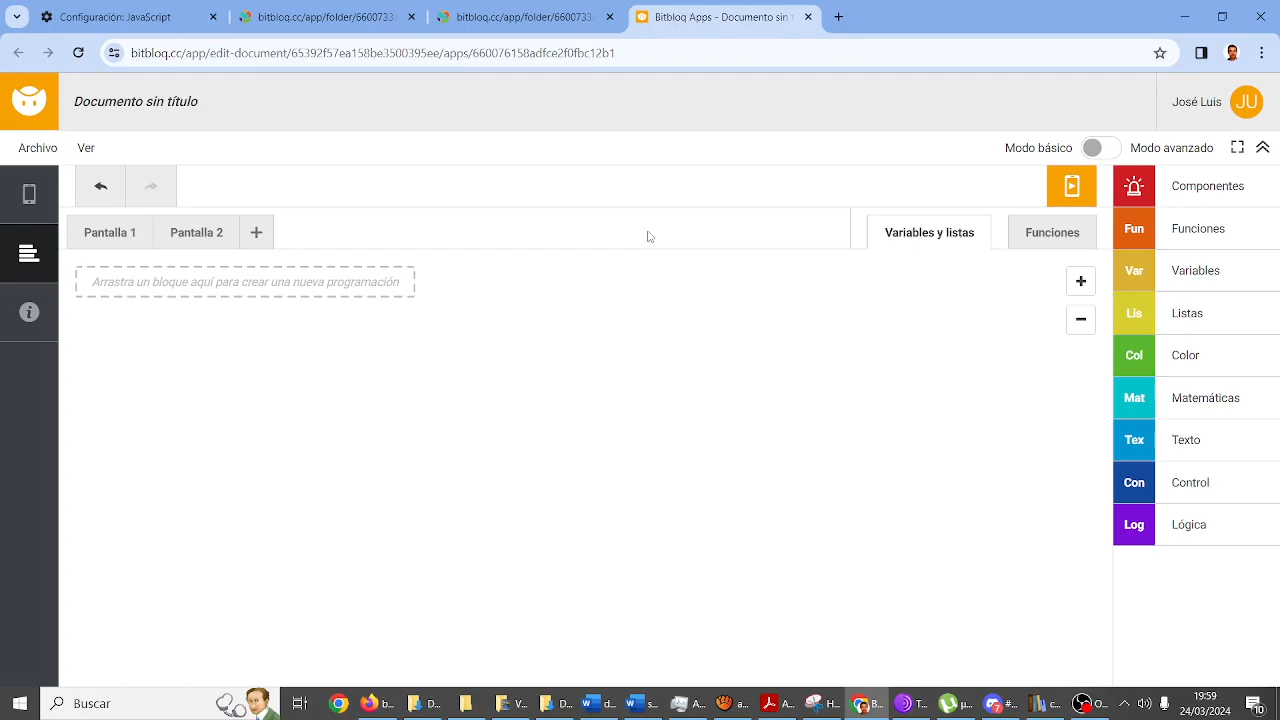 Configuración: JavaScript
bitbloq.cc/app/folder/6600733
bitbloq.cc/app/folder/6600733
Bitbloq Apps - Documento sin t
bitbloq.cc/app/edit-document/65392f57ea158be3500395ee/apps/660076158adfce2f0fbc12b1
Documento sin título
José Luis
JU
Archivo
Ver
Modo básico
Modo avanzado
Pantalla 1
Pantalla 2
+
Variables y listas
Funciones
Arrastra un bloque aquí para crear una nueva programación
+
−
Componentes
Fun Funciones
Var Variables
Lis Listas
Col Color
Mat Matemáticas
Tex Texto
Con Control
Log Lógica
Buscar
D..
V..
D..
d..
s..
A..
a..
A..
H..
B..
T..
µ..
#..
C..
O..
19:59
24/03/2024